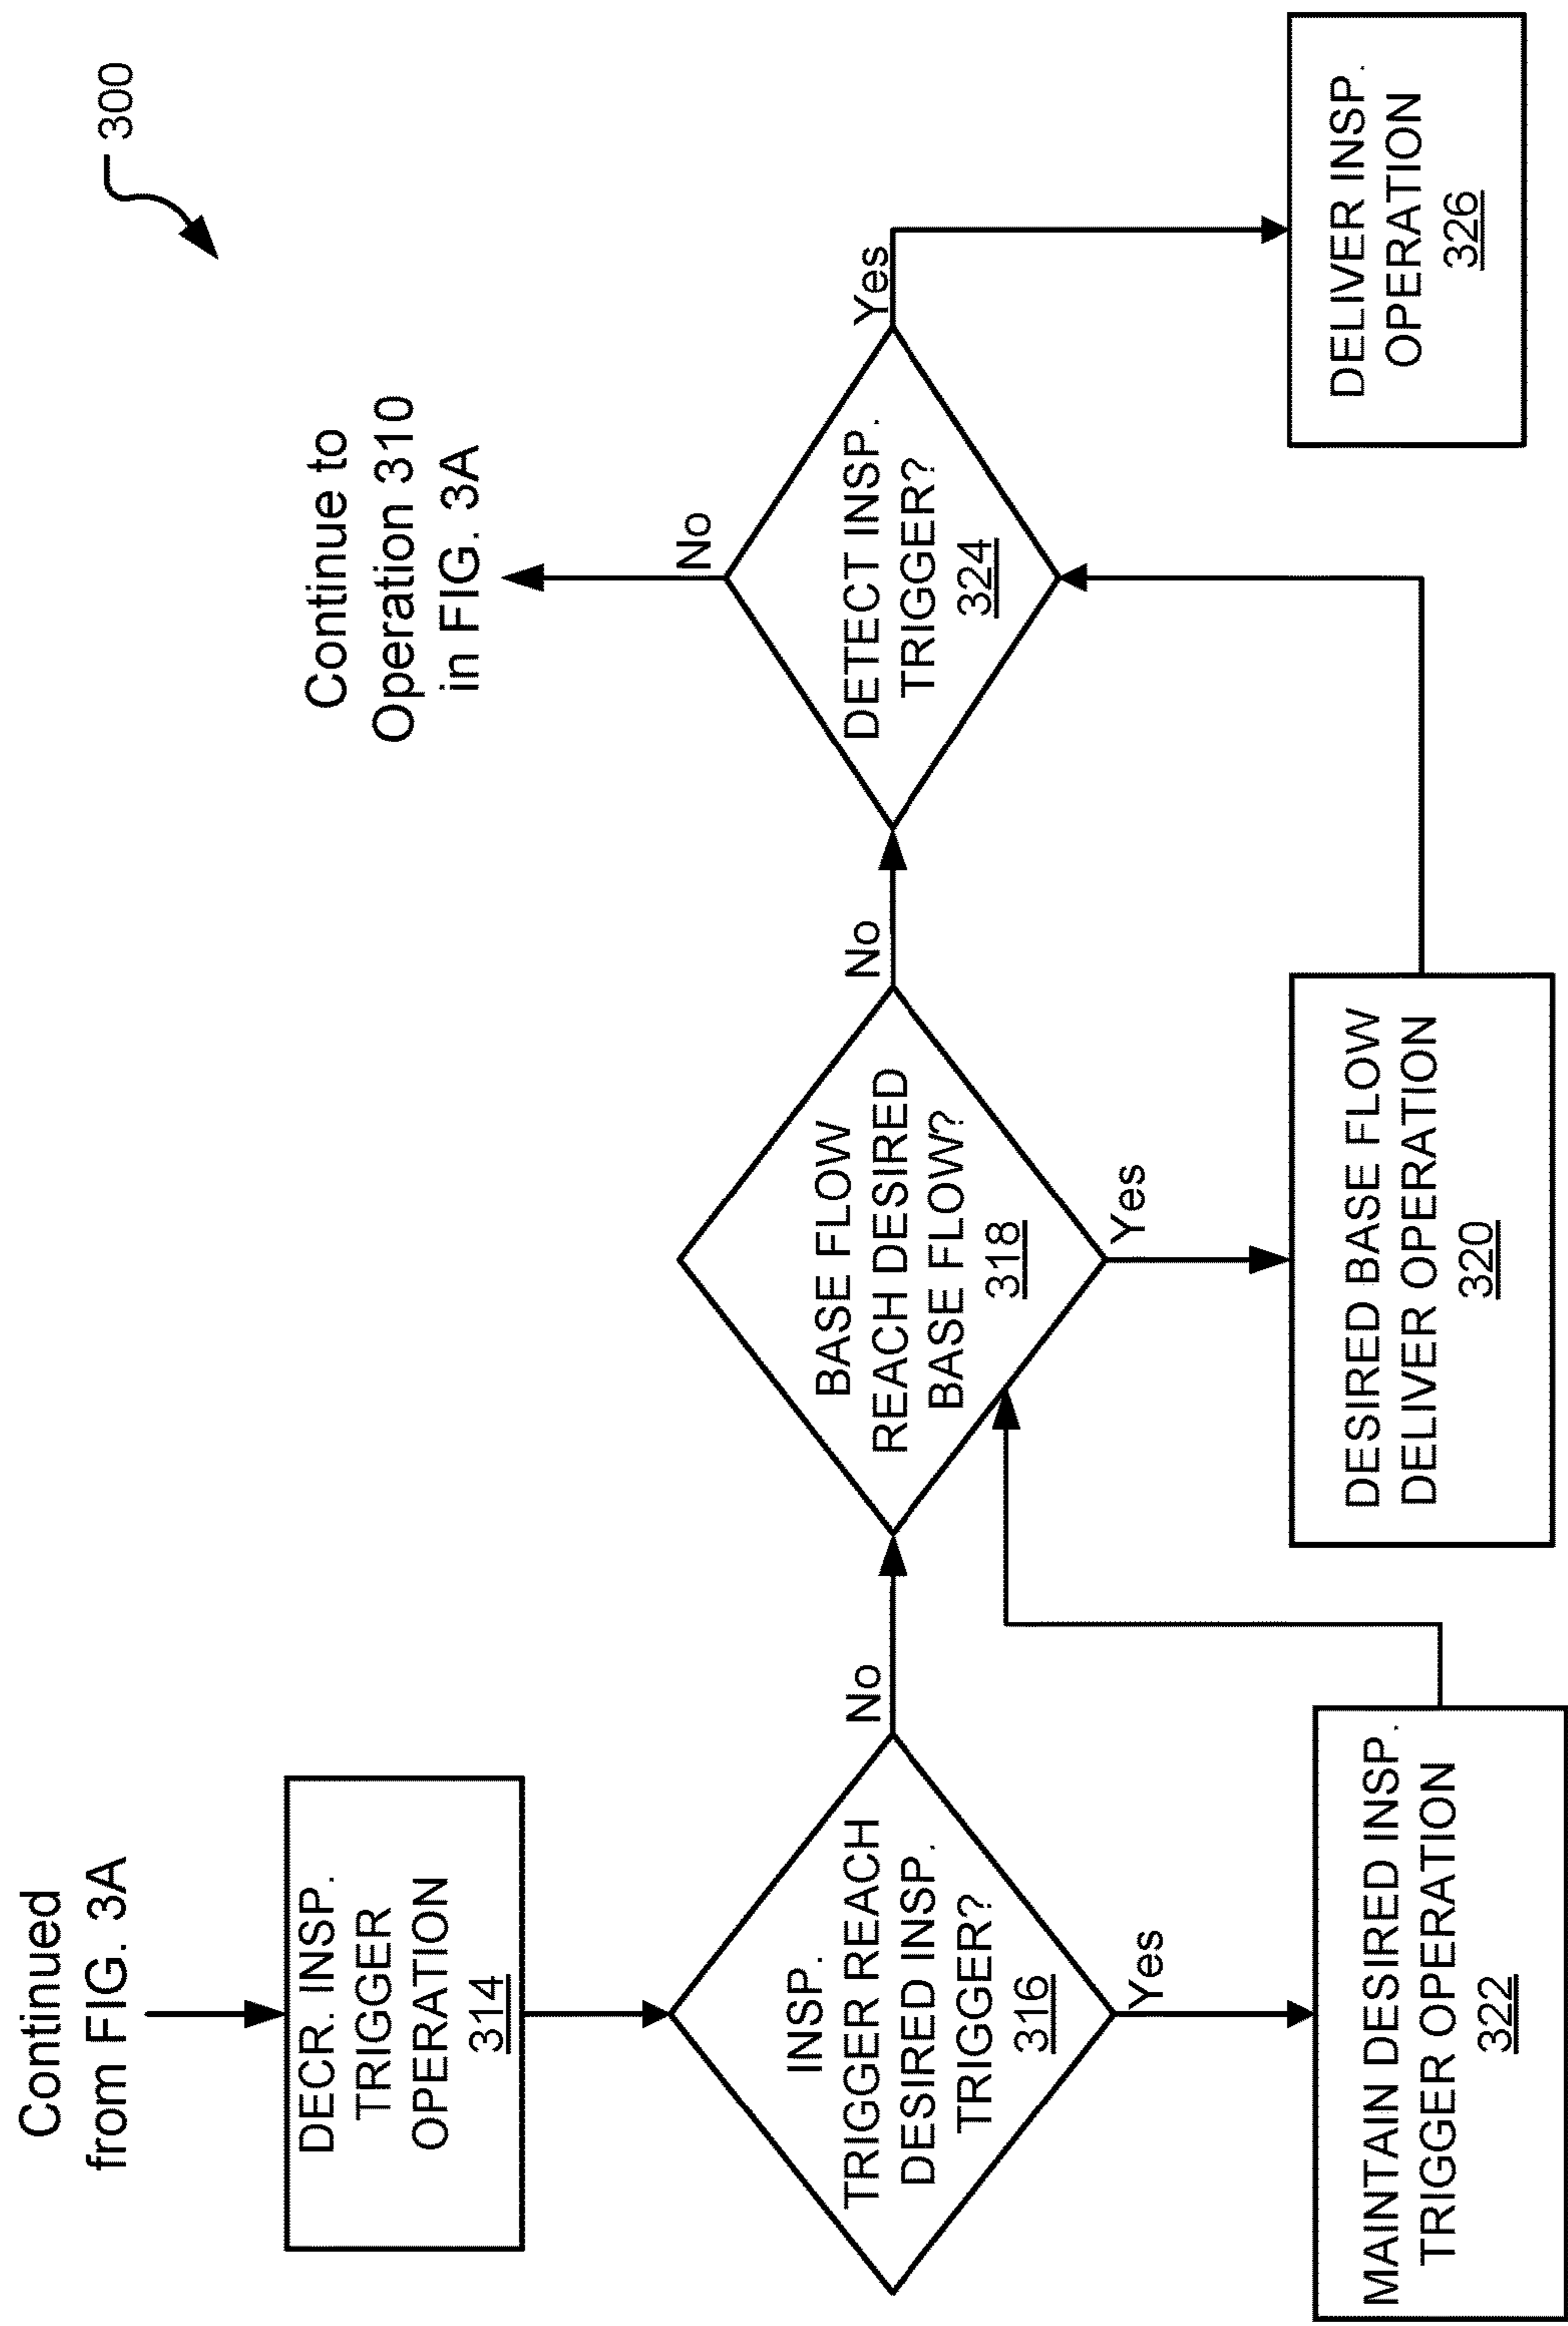 300
Continued
from FIG. 3A
DECR. INSP.
TRIGGER
OPERATION
314
INSP.
TRIGGER REACH
DESIRED INSP.
TRIGGER?
316
No
Yes
MAINTAIN DESIRED INSP.
TRIGGER OPERATION
322
BASE FLOW
REACH DESIRED
BASE FLOW?
318
No
Yes
DESIRED BASE FLOW
DELIVER OPERATION
320
Continue to
Operation 310
in FIG. 3A
No
DETECT INSP.
TRIGGER?
324
Yes
DELIVER INSP.
OPERATION
326